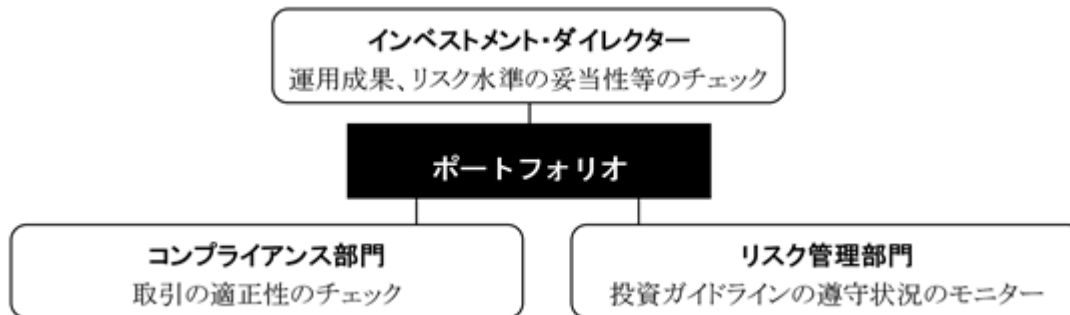 インベストメント・ダイレクター
運用成果、リスク水準の妥当性等のチェック
ポートフォリオ
コンプライアンス部門
取引の適正性のチェック
リスク管理部門
投資ガイドラインの遵守状況のモニター